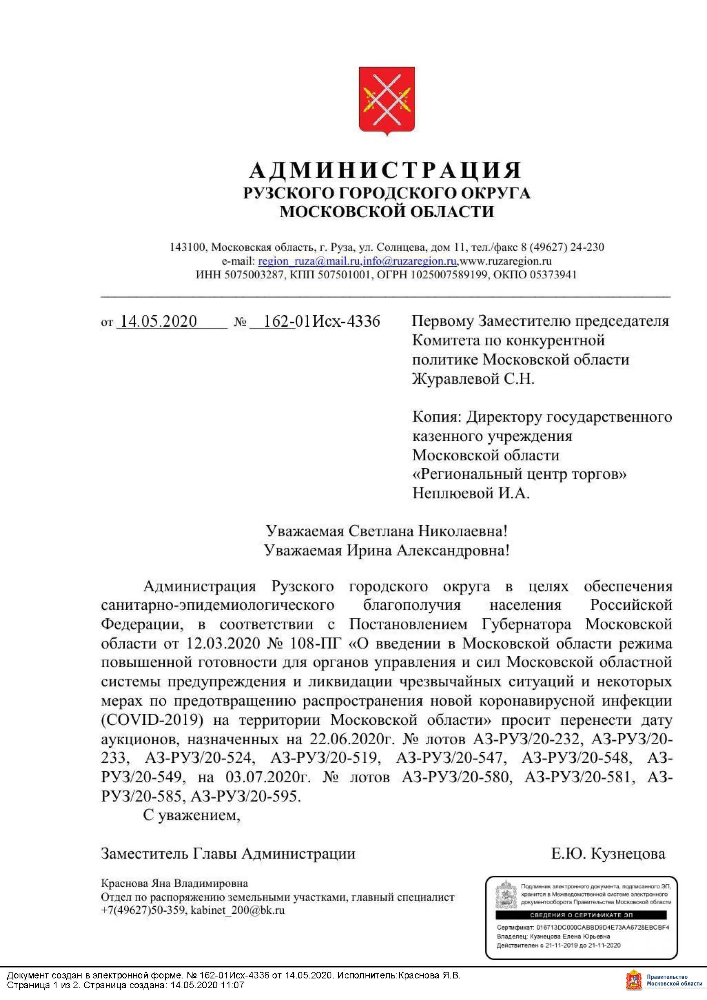 АДМИНИСТРАЦИЯ
РУЗСКОГО ГОРОДСКОГО ОКРУГА
МОСКОВСКОЙ ОБЛАСТИ
143100, Московская область, г. Руза, ул. Солнцева, дом 11, тел./факс 8 (49627) 24-230
e-mail: region_ruza@mail.ru,info@ruzaregion.ru,www.ruzaregion.ru
ИНН 5075003287, КПП 507501001, ОГРН 1025007589199, ОКПО 05373941
от 14.05.2020 № 162-01Исх-4336
Первому Заместителю председателя
Комитета по конкурентной
политике Московской области
Журавлевой С.Н.
Копия: Директору государственного
казенного учреждения
Московской области
«Региональный центр торгов»
Неплюевой И.А.
Уважаемая Светлана Николаевна!
Уважаемая Ирина Александровна!
Администрация Рузского городского округа в целях обеспечения
санитарно-эпидемиологического благополучия населения Российской
Федерации, в соответствии с Постановлением Губернатора Московской
области от 12.03.2020 № 108-ПГ «О введении в Московской области режима
повышенной готовности для органов управления и сил Московской областной
системы предупреждения и ликвидации чрезвычайных ситуаций и некоторых
мерах по предотвращению распространения новой коронавирусной инфекции
(COVID-2019) на территории Московской области» просит перенести дату
аукционов, назначенных на 22.06.2020г. № лотов АЗ-РУЗ/20-232, АЗ-РУЗ/20-
233, АЗ-РУЗ/20-524, АЗ-РУЗ/20-519, АЗ-РУЗ/20-547, АЗ-РУЗ/20-548, АЗ-
РУЗ/20-549, на 03.07.2020г. № лотов АЗ-РУЗ/20-580, АЗ-РУЗ/20-581, АЗ-
РУЗ/20-585, АЗ-РУЗ/20-595.
С уважением,
Заместитель Главы Администрации Е.Ю. Кузнецова
Краснова Яна Владимировна
Отдел по распоряжению земельными участками, главный специалист
+7(49627)50-359, kabinet_200@bk.ru
Подлинник электронного документа, подписанного ЭП,
хранится в Межведомственной системе электронного
документооборота Правительства Московской области
СВЕДЕНИЯ О СЕРТИФИКАТЕ ЭП
Сертификат: 016713DC000CABBD9D4E73AA6728EBCBF4
Владелец: Кузнецова Елена Юрьевна
Действителен с 21-11-2019 до 21-11-2020
Документ создан в электронной форме. № 162-01Исх-4336 от 14.05.2020. Исполнитель:Краснова Я.В.
Страница 1 из 2. Страница создана: 14.05.2020 11:07
Правительство
Московской области